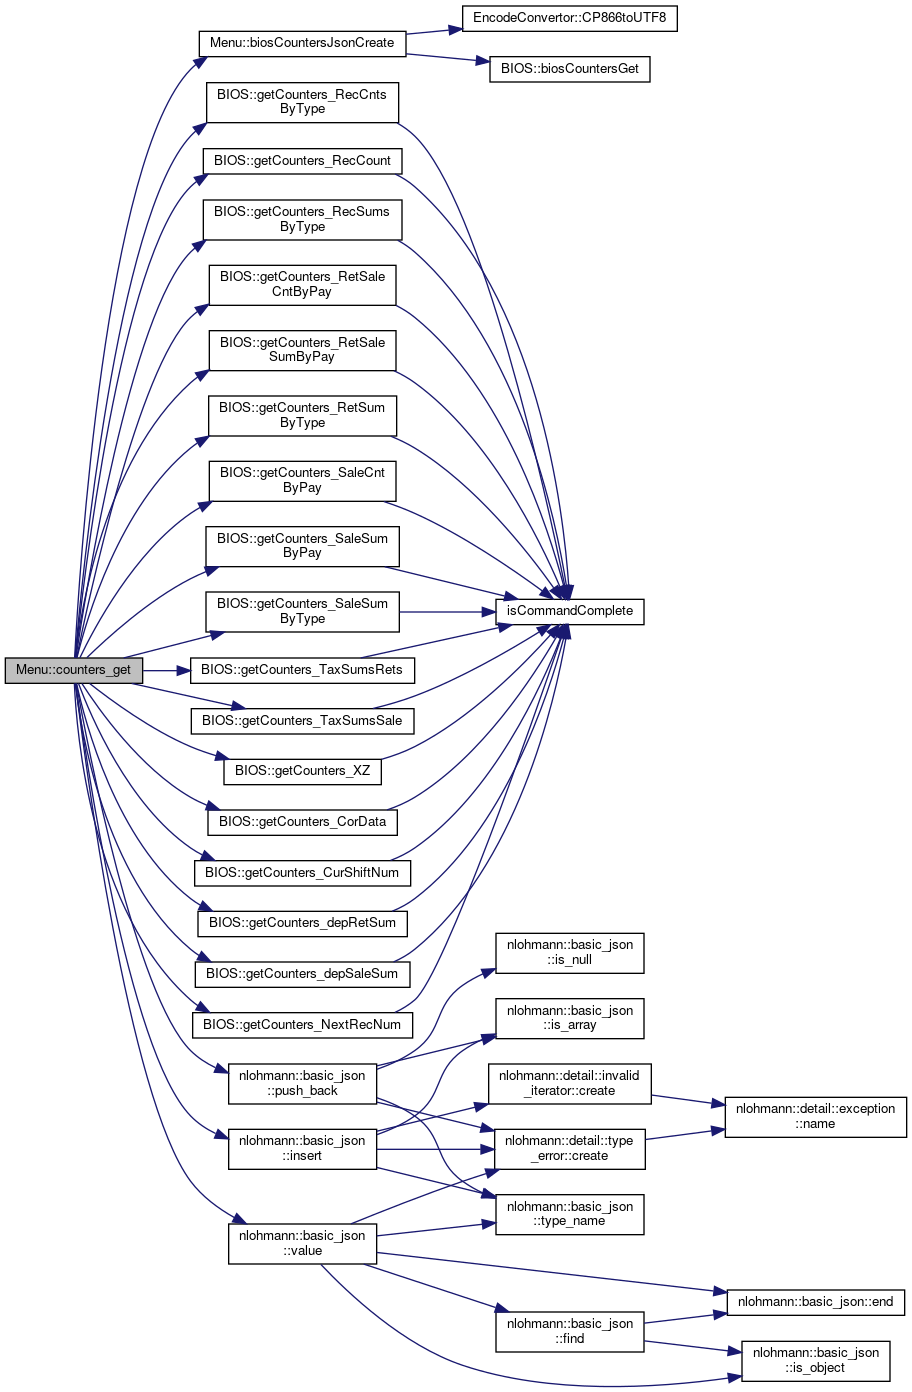 Menu::counters_get
Menu::biosCountersJsonCreate
EncodeConvertor::CP866toUTF8
BIOS::biosCountersGet
BIOS::getCounters_RecCnts
ByType
BIOS::getCounters_RecCount
BIOS::getCounters_RecSums
ByType
BIOS::getCounters_RetSale
CntByPay
BIOS::getCounters_RetSale
SumByPay
BIOS::getCounters_RetSum
ByType
BIOS::getCounters_SaleCnt
ByPay
BIOS::getCounters_SaleSum
ByPay
BIOS::getCounters_SaleSum
ByType
BIOS::getCounters_TaxSumsRets
BIOS::getCounters_TaxSumsSale
BIOS::getCounters_XZ
BIOS::getCounters_CorData
BIOS::getCounters_CurShiftNum
BIOS::getCounters_depRetSum
BIOS::getCounters_depSaleSum
BIOS::getCounters_NextRecNum
isCommandComplete
nlohmann::basic_json
::push_back
nlohmann::basic_json
::insert
nlohmann::basic_json
::value
nlohmann::basic_json
::is_null
nlohmann::basic_json
::is_array
nlohmann::detail::invalid
_iterator::create
nlohmann::detail::type
_error::create
nlohmann::basic_json
::type_name
nlohmann::basic_json
::find
nlohmann::detail::exception
::name
nlohmann::basic_json::end
nlohmann::basic_json
::is_object